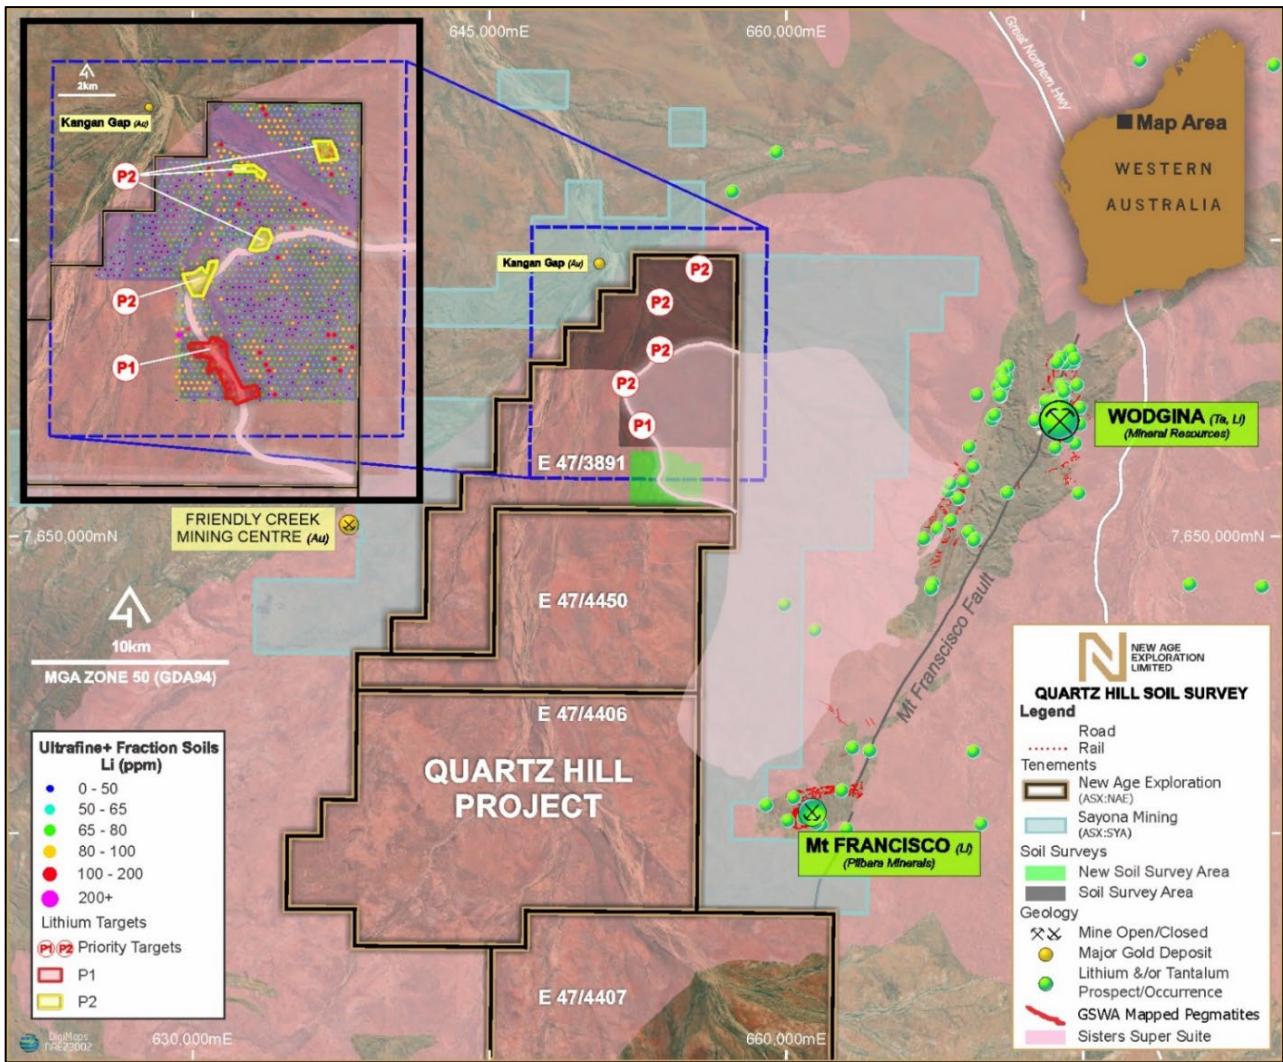 645,000mE
660,000mE
Great Northern Hwy
Map Area
WESTERN
AUSTRALIA
2km
Kangan Gap (Au)
P2
P2
P1
Kangan Gap (Au)
P2
P2
P2
P2
P1
E 47/3891
WODGINA (Ta, Li)
(Mineral Resources)
FRIENDLY CREEK
MINING CENTRE (Au)
7,650,000mN
7,650,000mN
E 47/4450
10km
MGA ZONE 50 (GDA94)
Mt Franscisco Fault
E 47/4406
QUARTZ HILL
PROJECT
Mt FRANCISCO (Li)
(Pilbara Minerals)
E 47/4407
630,000mE
660,000mE
Ultrafine+ Fraction Soils
Li (ppm)
0 - 50
50 - 65
65 - 80
80 - 100
100 - 200
200+
Lithium Targets
P1 P2 Priority Targets
P1
P2
DigiMaps
NAE23002
N
NEW AGE
EXPLORATION
LIMITED
QUARTZ HILL SOIL SURVEY
Legend
Road
Rail
Tenements
New Age Exploration
(ASX:NAE)
Sayona Mining
(ASX:SYA)
Soil Surveys
New Soil Survey Area
Soil Survey Area
Geology
Mine Open/Closed
Major Gold Deposit
Lithium &/or Tantalum
Prospect/Occurrence
GSWA Mapped Pegmatites
Sisters Super Suite